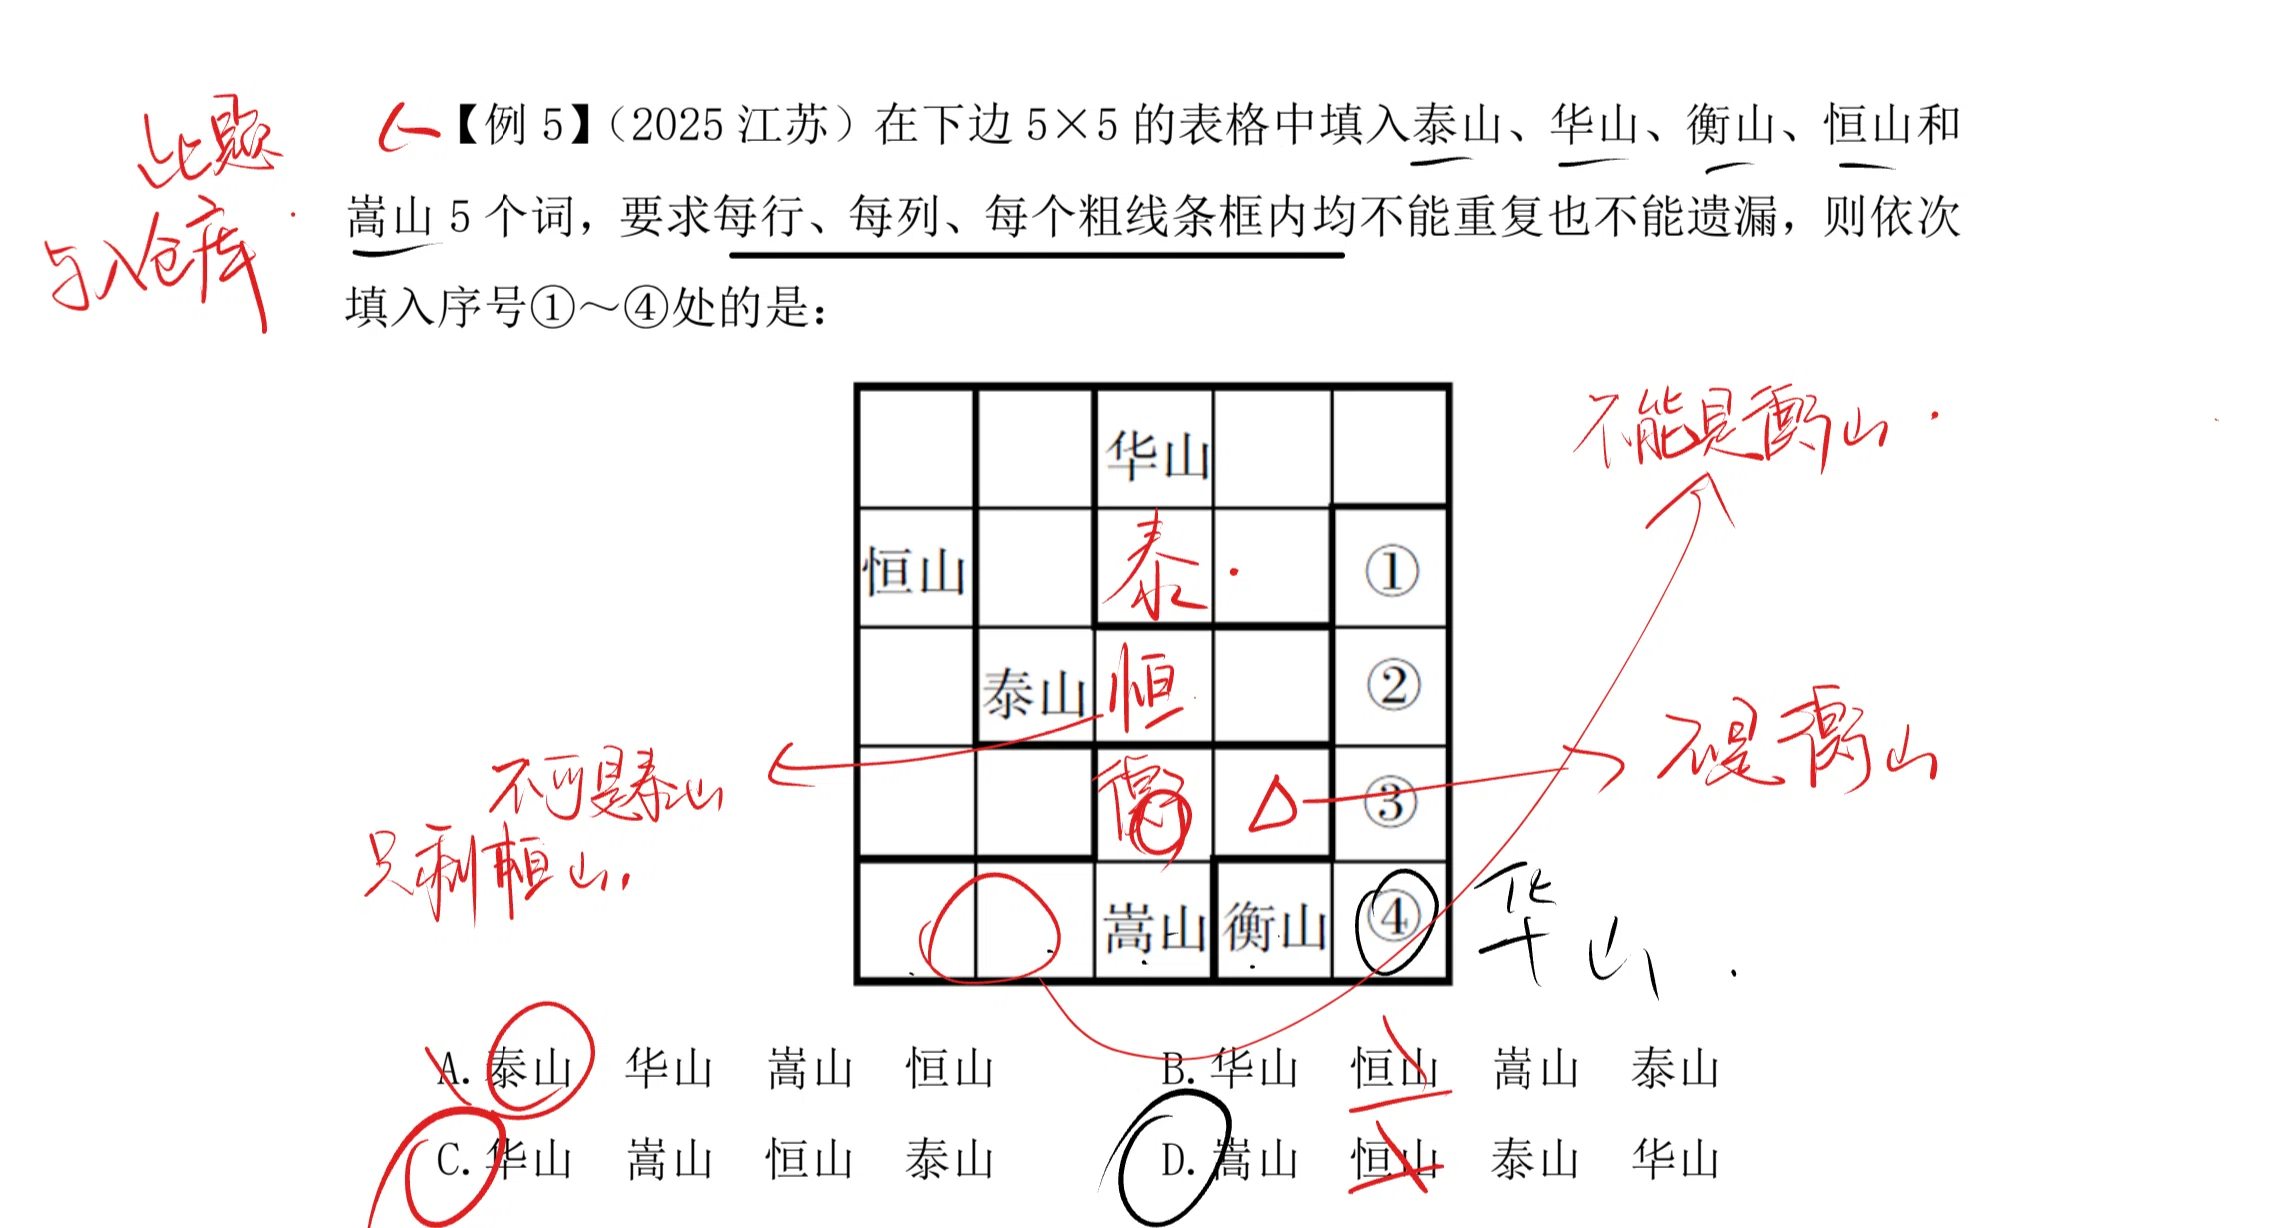 此题
【例 5】（2025 江苏）在下边 5×5 的表格中填入泰山、华山、衡山、恒山和
与入仓库
嵩山 5 个词，要求每行、每列、每个粗线条框内均不能重复也不能遗漏，则依次
填入序号①～④处的是：
华山
不能是衡山
恒山 泰 ①
泰山 恒 ②
不是衡山
不可是泰山
衡 △ ③
只剩恒山.
嵩山 衡山 ④
华山.
A. 泰山 华山 嵩山 恒山 B. 华山 恒山 嵩山 泰山
C. 华山 嵩山 恒山 泰山 D. 嵩山 恒山 泰山 华山